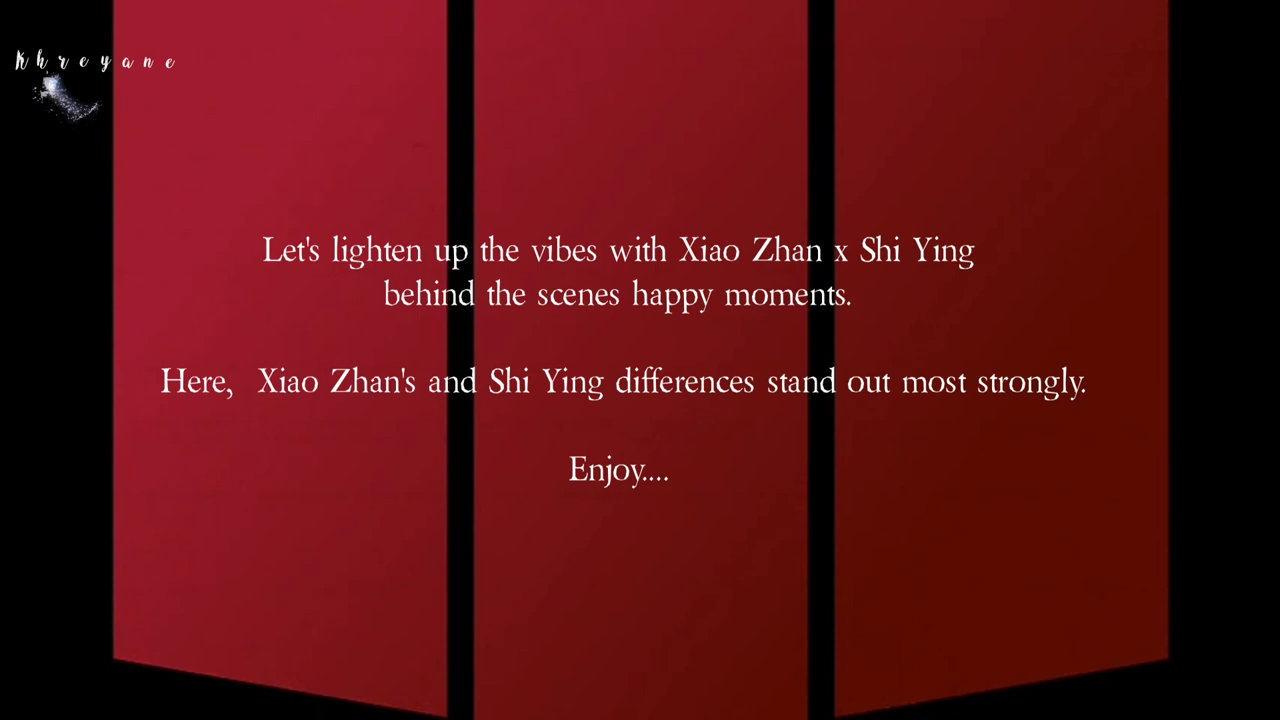 Khreyane
Let's lighten up the vibes with Xiao Zhan x Shi Ying
behind the scenes happy moments.
Here,  Xiao Zhan's and Shi Ying differences stand out most strongly.
Enjoy....